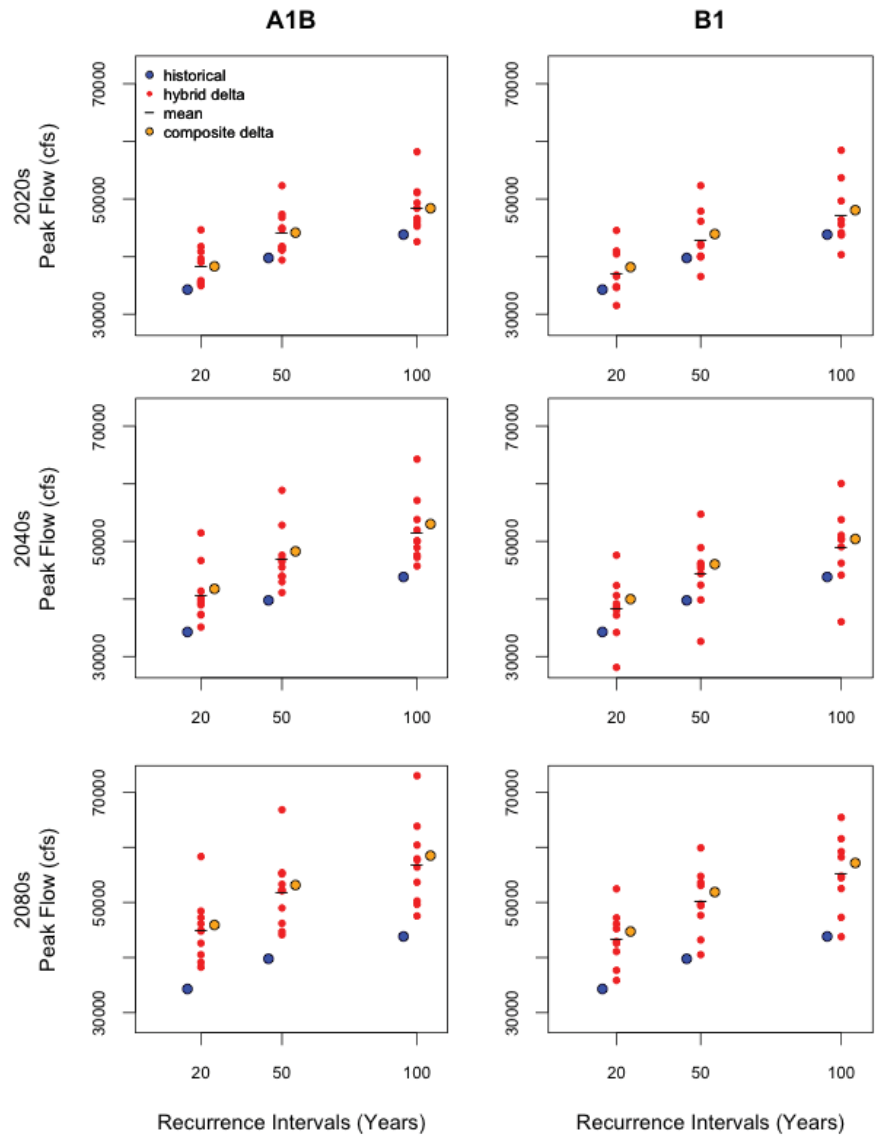 A1B
B1
2020s
Peak Flow (cfs)
70000
50000
30000
historical
hybrid delta
mean
composite delta
20
50
100
70000
50000
30000
20
50
100
2040s
Peak Flow (cfs)
70000
50000
30000
20
50
100
70000
50000
30000
20
50
100
2080s
Peak Flow (cfs)
70000
50000
30000
20
50
100
70000
50000
30000
20
50
100
Recurrence Intervals (Years)
Recurrence Intervals (Years)